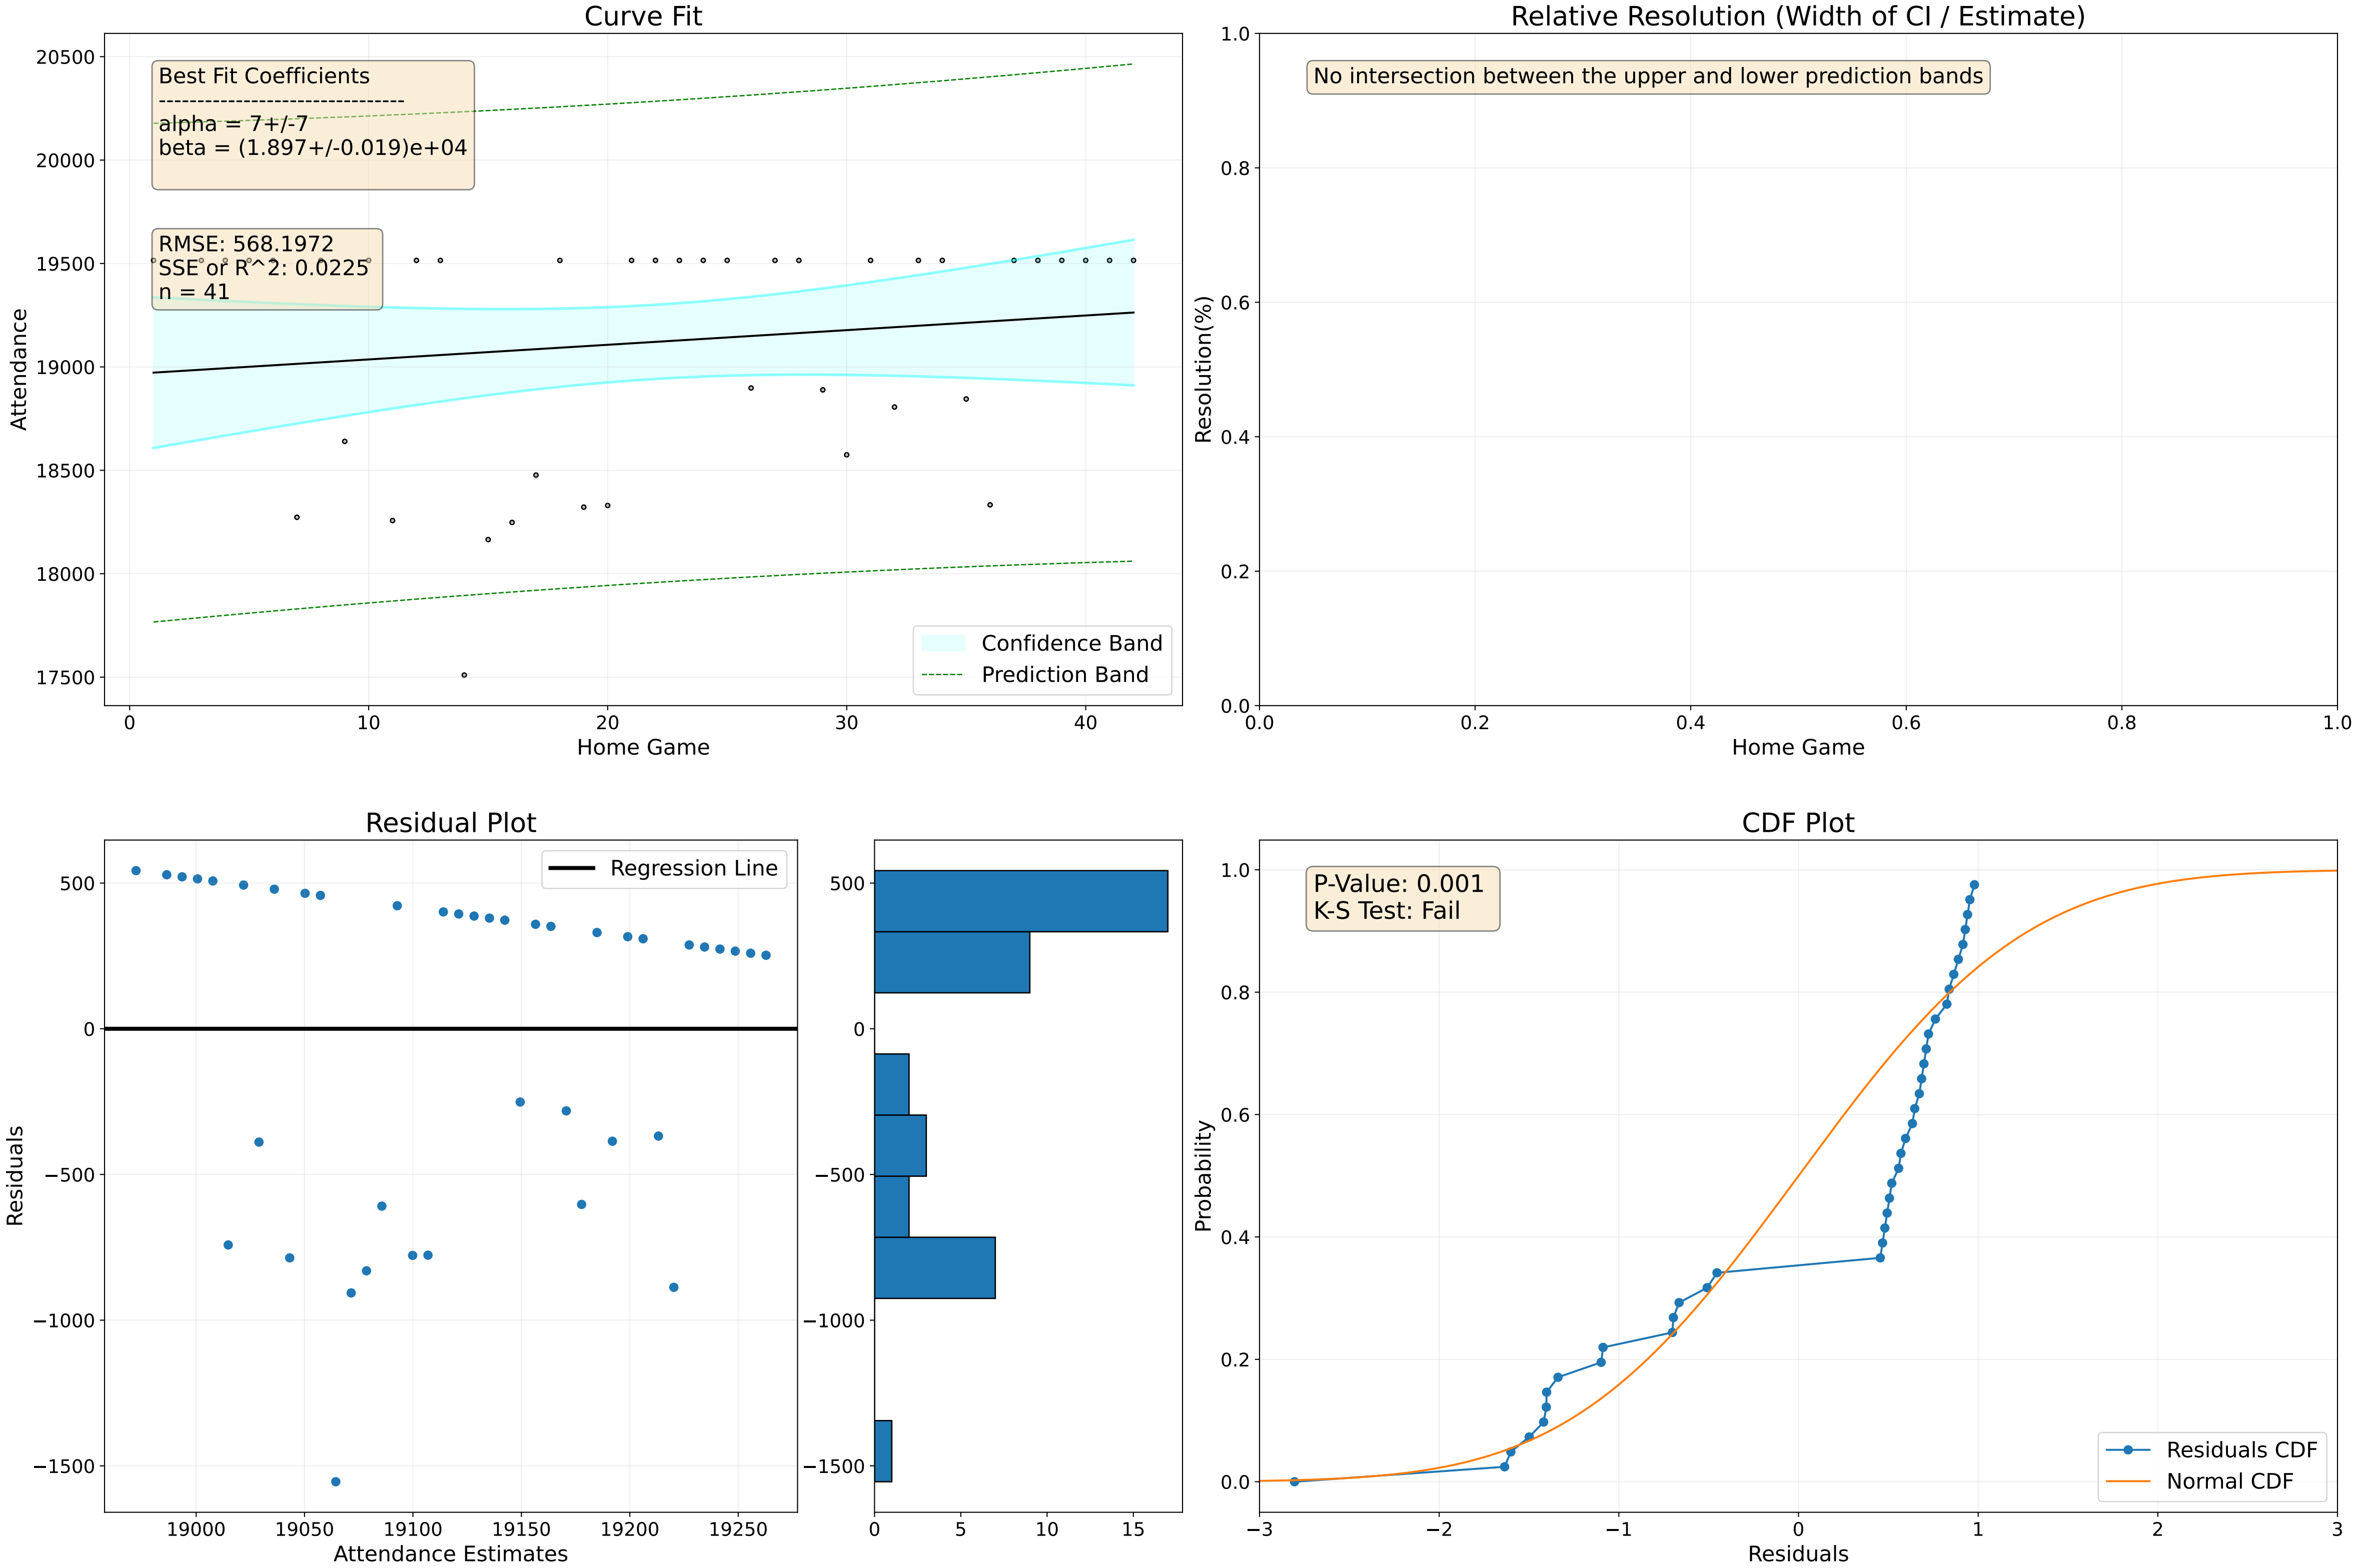 Curve Fit
20500
20000
19500
19000
18500
18000
17500
Attendance
Best Fit Coefficients
--------------------------------
alpha = 7+/-7
beta = (1.897+/-0.019)e+04
RMSE: 568.1972
SSE or R^2: 0.0225
n = 41
Confidence Band
Prediction Band
0 10 20 30 40
Home Game
Relative Resolution (Width of CI / Estimate)
1.0
0.8
0.6
0.4
0.2
0.0
Resolution(%)
No intersection between the upper and lower prediction bands
0.0 0.2 0.4 0.6 0.8 1.0
Home Game
Residual Plot
500
0
−500
−1000
−1500
Residuals
Regression Line
19000 19050 19100 19150 19200 19250
Attendance Estimates
500
0
−500
−1000
−1500
0 5 10 15
CDF Plot
1.0
0.8
0.6
0.4
0.2
0.0
Probability
P-Value: 0.001
K-S Test: Fail
Residuals CDF
Normal CDF
−3 −2 −1 0 1 2 3
Residuals